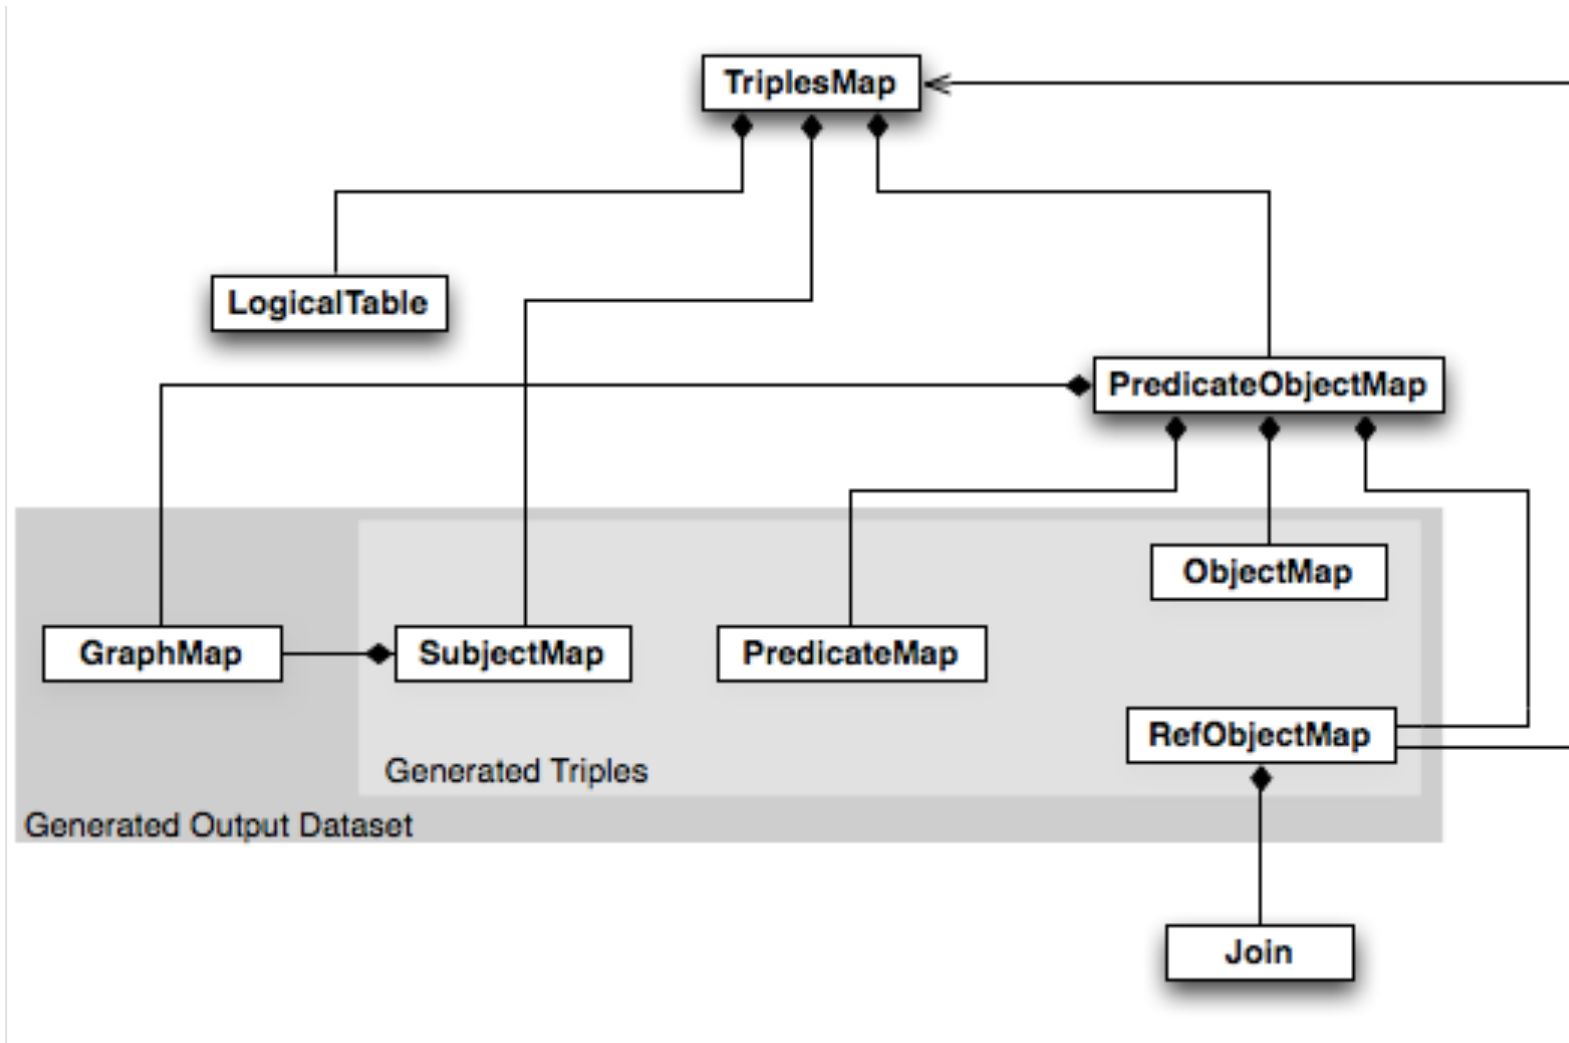 TriplesMap
LogicalTable
PredicateObjectMap
ObjectMap
GraphMap
SubjectMap
PredicateMap
RefObjectMap
Generated Triples
Generated Output Dataset
Join